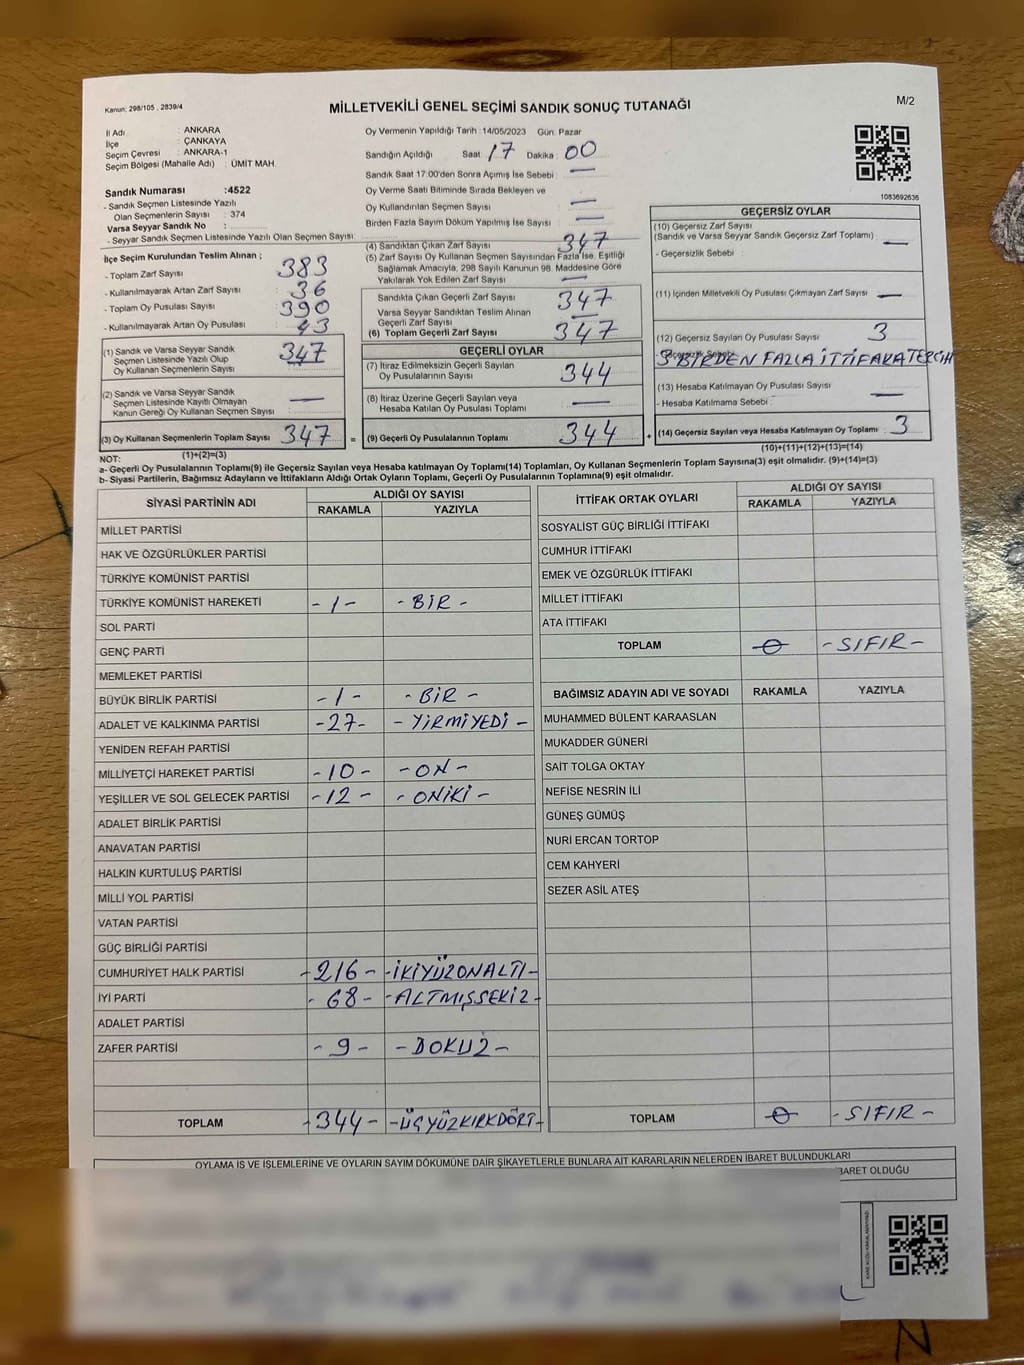 Kanun: 298/105 , 2839/4
MİLLETVEKİLİ GENEL SEÇİMİ SANDIK SONUÇ TUTANAĞI
M/2
İl Adı : ANKARA
İlçe : ÇANKAYA
Seçim Çevresi : ANKARA-1
Seçim Bölgesi (Mahalle Adı) : ÜMİT MAH.
Sandık Numarası :4522
- Sandık Seçmen Listesinde Yazılı
Olan Seçmenlerin Sayısı : 374
Varsa Seyyar Sandık No :
- Seyyar Sandık Seçmen Listesinde Yazılı Olan Seçmen Sayısı:
Oy Vermenin Yapıldığı Tarih : 14/05/2023 Gün: Pazar
Sandığın Açıldığı Saat 17 Dakika : 00
Sandık Saat 17:00'den Sonra Açımış İse Sebebi : —
Oy Verme Saati Bitiminde Sırada Bekleyen ve
Oy Kullandırılan Seçmen Sayısı : —
Birden Fazla Sayım Döküm Yapılmış İse Sayısı : —
1083692636
İlçe Seçim Kurulundan Teslim Alınan ;
- Toplam Zarf Sayısı : 383
- Kullanılmayarak Artan Zarf Sayısı : 36
- Toplam Oy Pusulası Sayısı : 390
- Kullanılmayarak Artan Oy Pusulası : 43
(1) Sandık ve Varsa Seyyar Sandık
Seçmen Listesinde Yazılı Olup
Oy Kullanan Seçmenlerin Sayısı : 347
(2) Sandık ve Varsa Seyyar Sandık
Seçmen Listesinde Kayıtlı Olmayan
Kanun Gereği Oy Kullanan Seçmen Sayısı : —
(3) Oy Kullanan Seçmenlerin Toplam Sayısı : 347
(1)+(2)=(3)
(4) Sandıktan Çıkan Zarf Sayısı : 347
(5) Zarf Sayısı Oy Kullanan Seçmen Sayısından Fazla İse, Eşitliği
Sağlamak Amacıyla, 298 Sayılı Kanunun 98. Maddesine Göre
Yakılarak Yok Edilen Zarf Sayısı : —
Sandıkta Çıkan Geçerli Zarf Sayısı : 347
Varsa Seyyar Sandıktan Teslim Alınan
Geçerli Zarf Sayısı : —
(6) Toplam Geçerli Zarf Sayısı : 347
GEÇERLİ OYLAR
(7) İtiraz Edilmeksizin Geçerli Sayılan
Oy Pusulalarının Sayısı : 344
(8) İtiraz Üzerine Geçerli Sayılan veya
Hesaba Katılan Oy Pusulası Toplamı : —
= (9) Geçerli Oy Pusulalarının Toplamı : 344 +
GEÇERSİZ OYLAR
(10) Geçersiz Zarf Sayısı
(Sandık ve Varsa Seyyar Sandık Geçersiz Zarf Toplamı) : —
- Geçersizlik Sebebi :
(11) İçinden Milletvekili Oy Pusulası Çıkmayan Zarf Sayısı : —
(12) Geçersiz Sayılan Oy Pusulası Sayısı : 3
- Geçersizlik Sebebi : 3 BİRDEN FAZLA İTTİFAKA TERCİH
(13) Hesaba Katılmayan Oy Pusulası Sayısı :
- Hesaba Katılmama Sebebi : —
(14) Geçersiz Sayılan veya Hesaba Katılmayan Oy Toplamı : 3
(10)+(11)+(12)+(13)=(14)
NOT:
a- Geçerli Oy Pusulalarının Toplamı(9) ile Geçersiz Sayılan veya Hesaba katılmayan Oy Toplamı(14) Toplamları, Oy Kullanan Seçmenlerin Toplam Sayısına(3) eşit olmalıdır. (9)+(14)=(3)
b- Siyasi Partilerin, Bağımsız Adayların ve İttifakların Aldığı Ortak Oyların Toplamı, Geçerli Oy Pusulalarının Toplamına(9) eşit olmalıdır.
SİYASİ PARTİNİN ADI
ALDIĞI OY SAYISI
RAKAMLA YAZIYLA
MİLLET PARTİSİ
HAK VE ÖZGÜRLÜKLER PARTİSİ
TÜRKİYE KOMÜNİST PARTİSİ
TÜRKİYE KOMÜNİST HAREKETİ -1- -BİR-
SOL PARTİ
GENÇ PARTİ
MEMLEKET PARTİSİ
BÜYÜK BİRLİK PARTİSİ -1- -BİR-
ADALET VE KALKINMA PARTİSİ -27- -YİRMİYEDİ-
YENİDEN REFAH PARTİSİ
MİLLİYETÇİ HAREKET PARTİSİ -10- -ON-
YEŞİLLER VE SOL GELECEK PARTİSİ -12- -ONİKİ-
ADALET BİRLİK PARTİSİ
ANAVATAN PARTİSİ
HALKIN KURTULUŞ PARTİSİ
MİLLİ YOL PARTİSİ
VATAN PARTİSİ
GÜÇ BİRLİĞİ PARTİSİ
CUMHURİYET HALK PARTİSİ -216- -İKİYÜZONALTI-
İYİ PARTİ -68- -ALTMIŞSEKİZ-
ADALET PARTİSİ
ZAFER PARTİSİ -9- -DOKUZ-
TOPLAM -344- -ÜÇYÜZKIRKDÖRT-
İTTİFAK ORTAK OYLARI
ALDIĞI OY SAYISI
RAKAMLA YAZIYLA
SOSYALİST GÜÇ BİRLİĞİ İTTİFAKI
CUMHUR İTTİFAKI
EMEK VE ÖZGÜRLÜK İTTİFAKI
MİLLET İTTİFAKI
ATA İTTİFAKI
TOPLAM -0- -SIFIR-
BAĞIMSIZ ADAYIN ADI VE SOYADI RAKAMLA YAZIYLA
MUHAMMED BÜLENT KARAASLAN
MUKADDER GÜNERİ
SAİT TOLGA OKTAY
NEFİSE NESRİN İLİ
GÜNEŞ GÜMÜŞ
NURİ ERCAN TORTOP
CEM KAHYERİ
SEZER ASİL ATEŞ
TOPLAM -0- -SIFIR-
OYLAMA İŞ VE İŞLEMLERİNE VE OYLARIN SAYIM DÖKÜMÜNE DAİR ŞİKAYETLERLE BUNLARA AİT KARARLARIN NELERDEN İBARET BULUNDUKLARI
BARET OLDUĞU